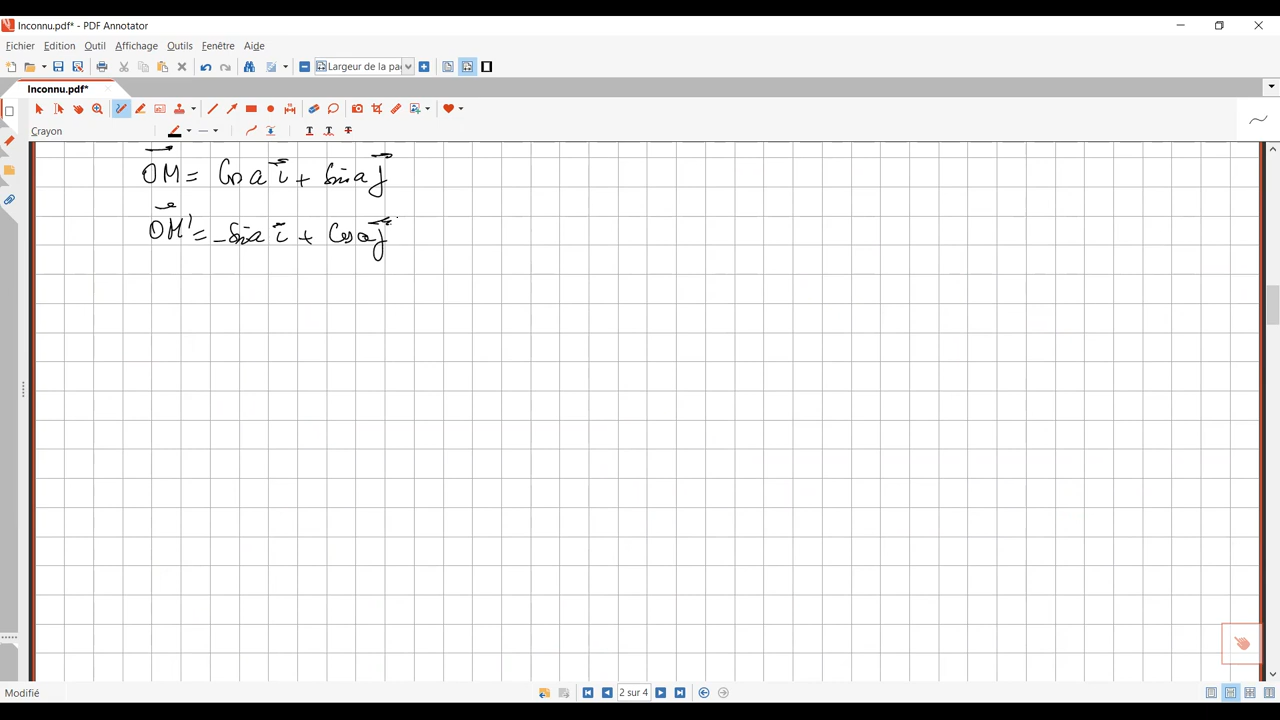 Inconnu.pdf* - PDF Annotator
Fichier Edition Outil Affichage Outils Fenêtre Aide
Largeur de la pa
Inconnu.pdf*
Crayon
OM = Cos a i + Sin a j
OM' = - Sin a i + Cos a j
Modifié
2 sur 4